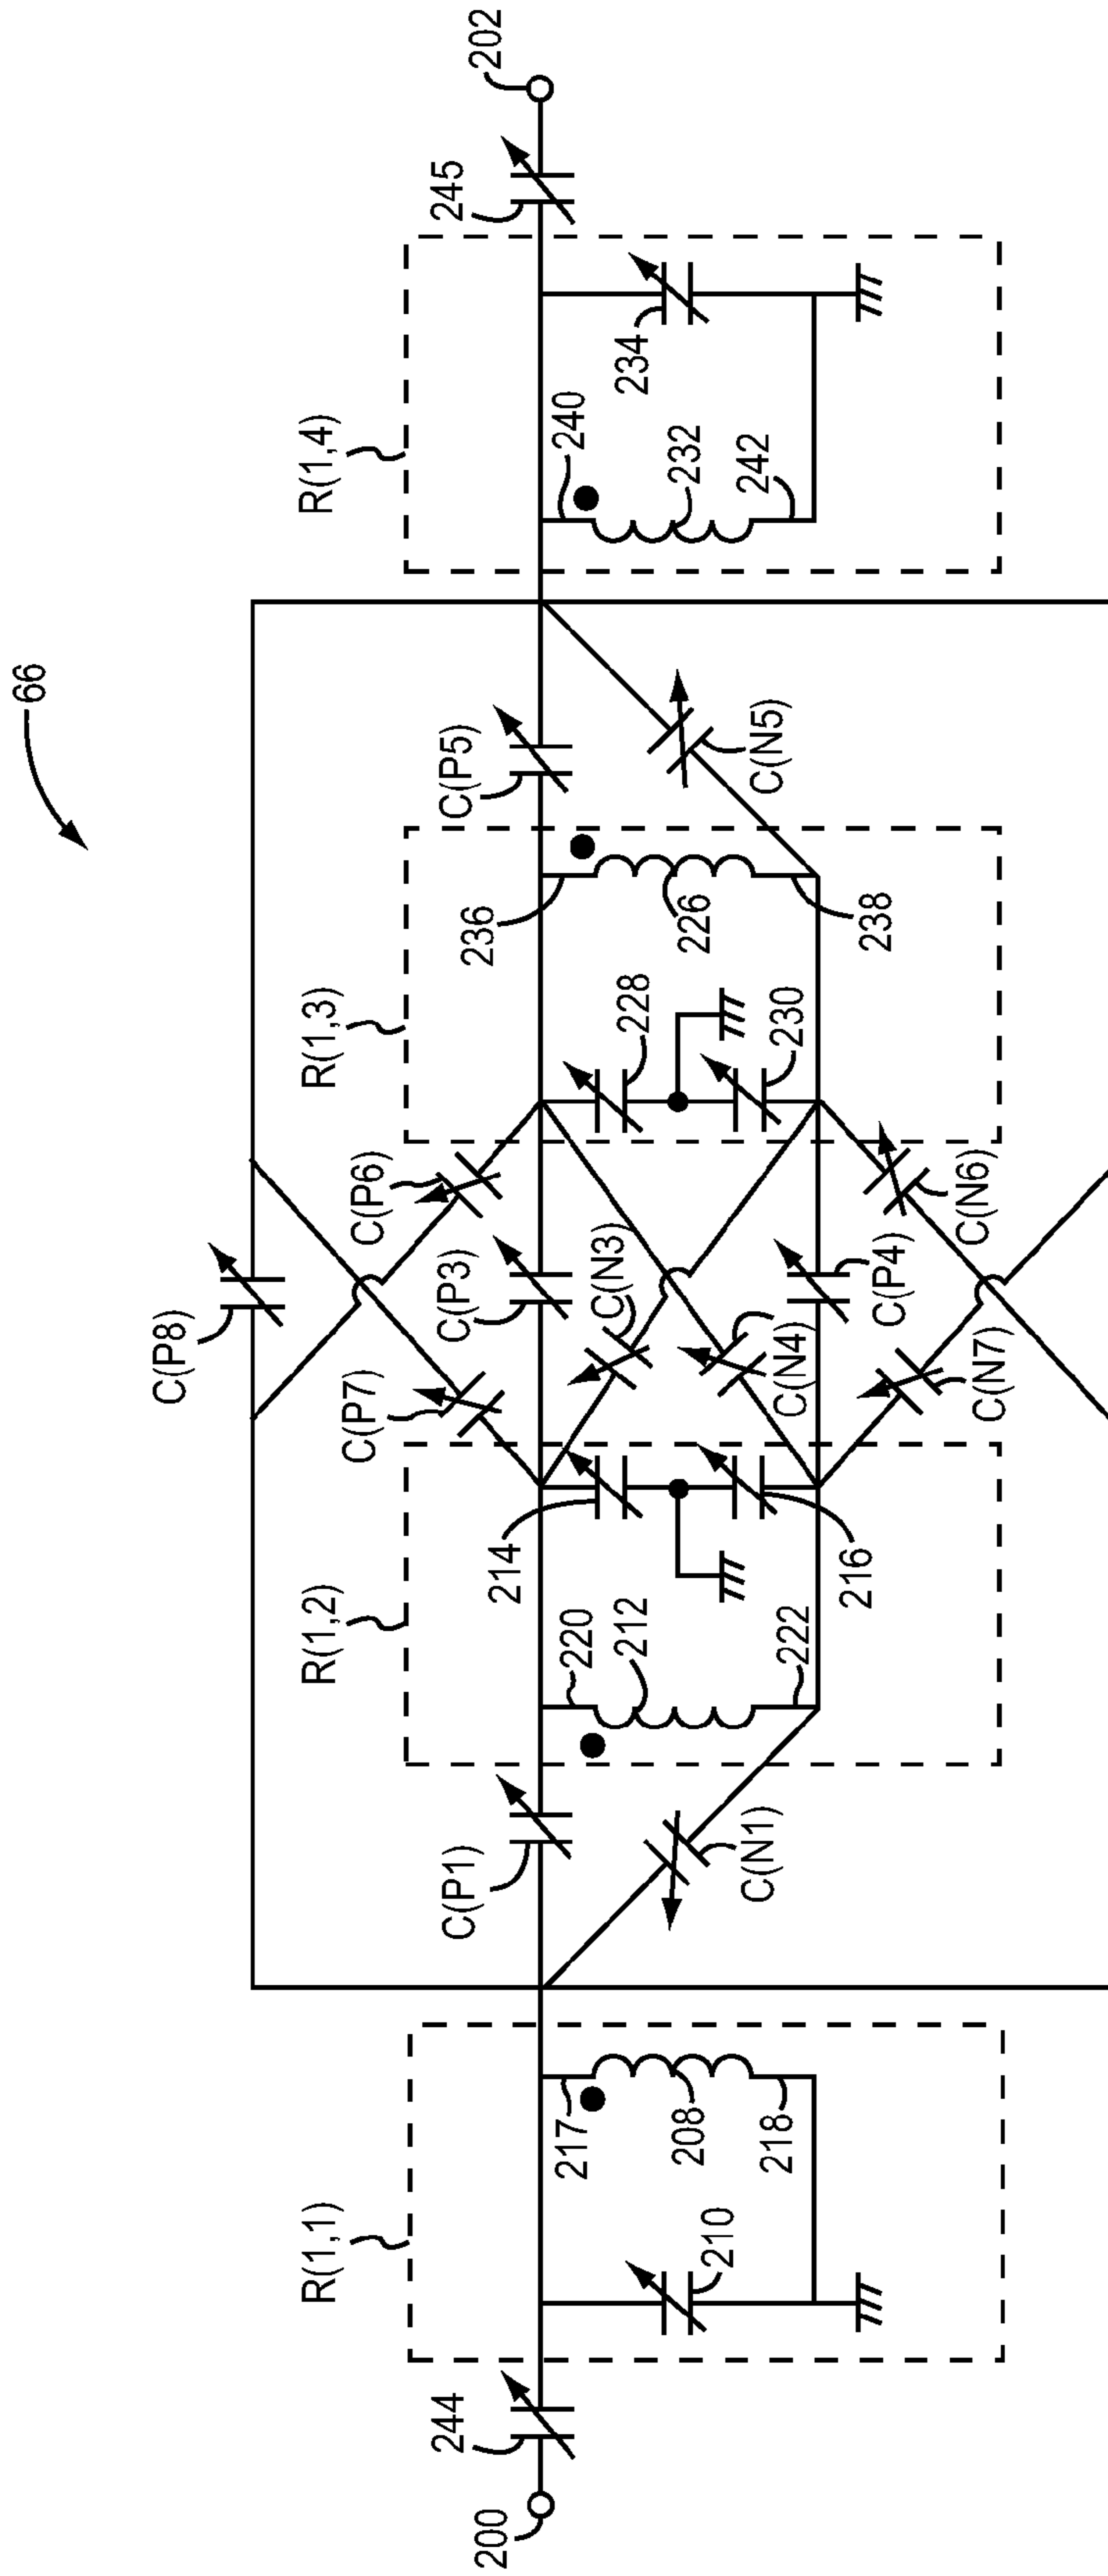 66
C(P8)
R(1,1)
R(1,2)
R(1,3)
R(1,4)
C(P7)
C(P6)
200
244
217
C(P1)
220
214
C(P3)
236
C(P5)
240
245
202
210
208
218
C(N1)
212
222
216
C(N3)
C(N4)
228
230
226
238
C(N5)
234
232
242
C(P4)
C(N7)
C(N6)